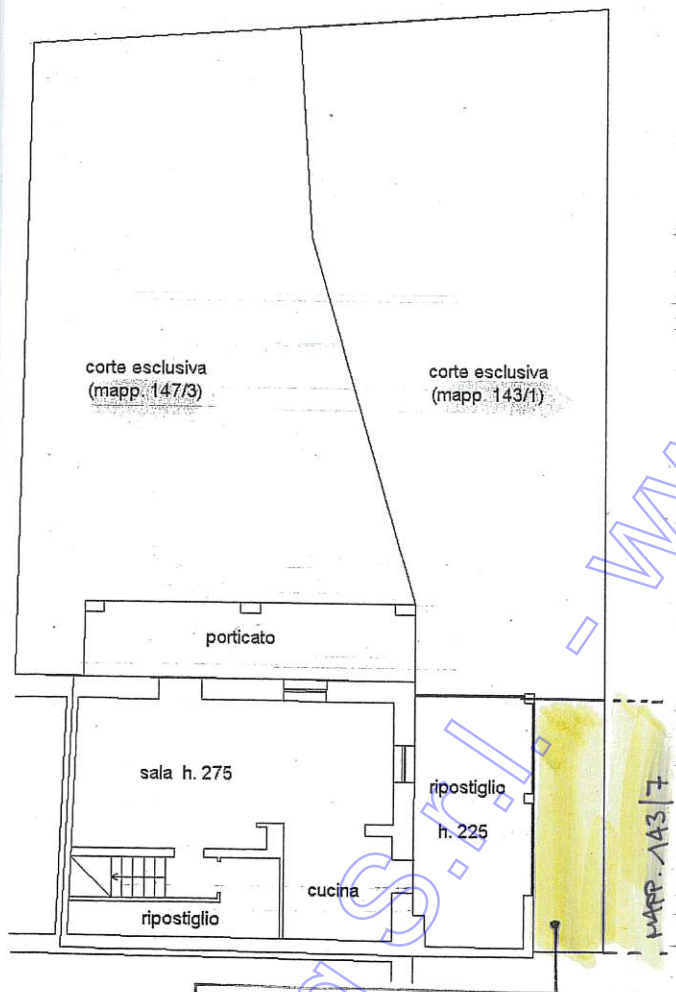 corte esclusiva
(mapp. 147/3)
corte esclusiva
(mapp. 143/1)
porticato
sala h. 275
ripostiglio
h. 225
cucina
ripostiglio
MAPP. 143/7
S.r.l. -